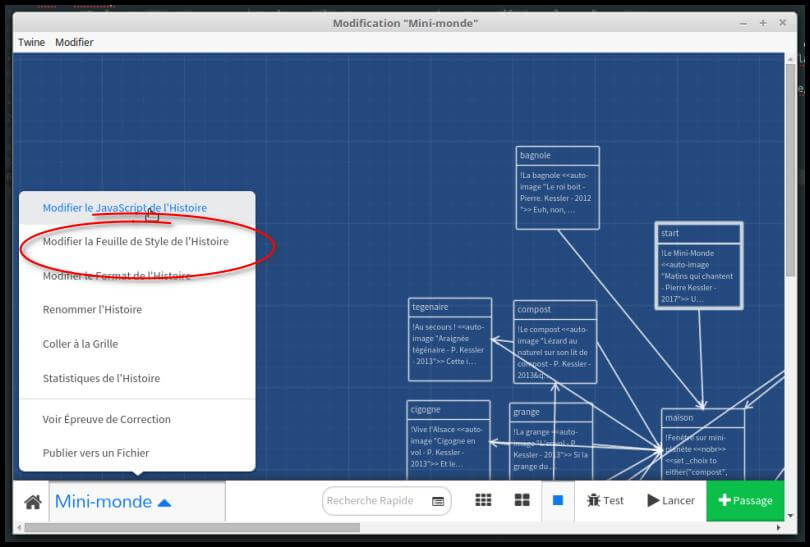 Modification "Mini-monde"
Twine Modifier
bagnole
!La bagnole <<auto-
image "Le roi boit -
Pierre. Kessler - 2012
">> Euh, non, ...
start
!Le Mini-Monde
<<auto-image
"Matins qui chantent
- Pierre Kessler -
2017">> U...
tegenaire
!Au secours ! <<auto-
image "Araignée
tégénaire - P. Kessler
- 2013">> Cette i...
compost
!Le compost <<auto-
image "Lézard au
naturel sur son lit de
compost - P. Kessler -
2013&q...
cigogne
!Vive l'Alsace <<auto-
image "Cigogne en
vol - P. Kessler -
2013">> Et le...
grange
!La grange <<auto-
image "L'envol - P.
Kessler - 2013">> Si la
grange du...
maison
!Fenêtre sur mini-
planète <<nobr>>
<<set _choix to
either("compost",
Modifier le JavaScript de l'Histoire
Modifier la Feuille de Style de l'Histoire
Modifier le Format de l'Histoire
Renommer l'Histoire
Coller à la Grille
Statistiques de l'Histoire
Voir Épreuve de Correction
Publier vers un Fichier
Mini-monde Recherche Rapide Test Lancer Passage